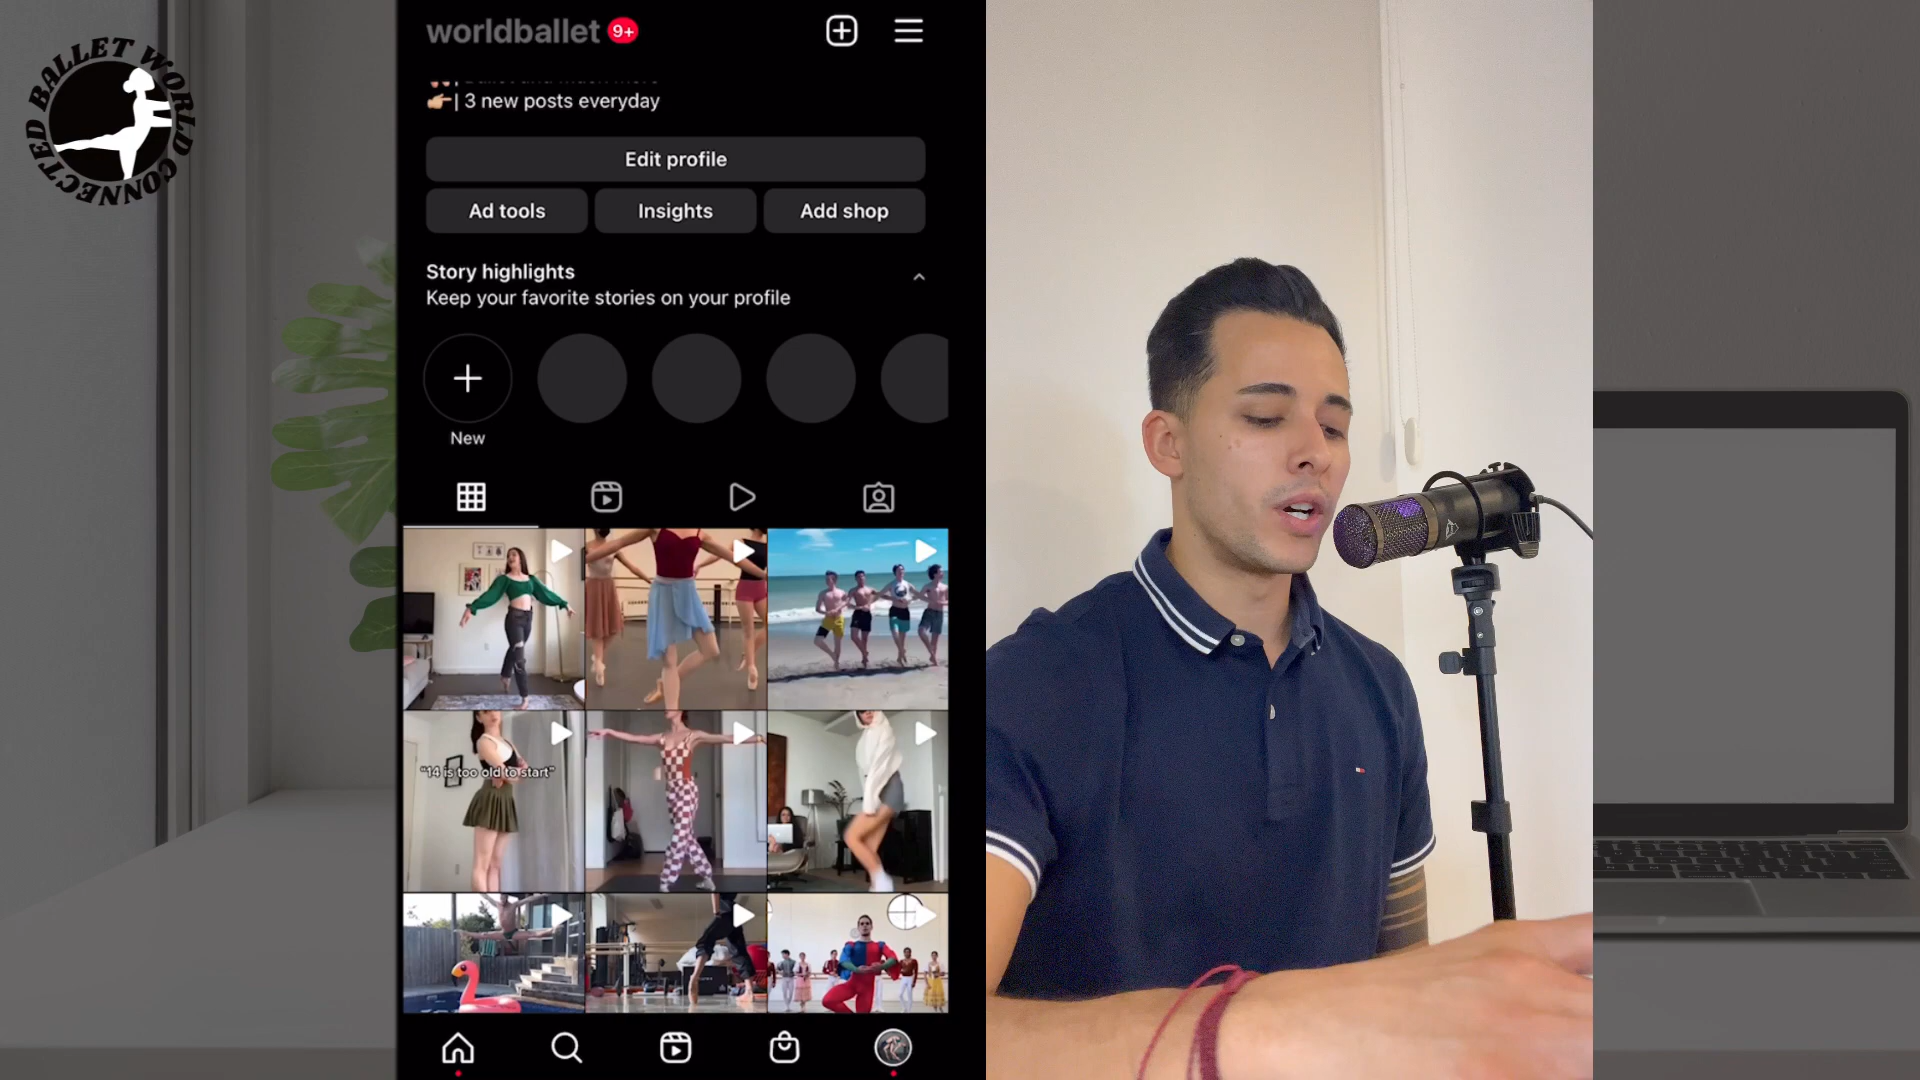 BALLET WORLD CONNECTED
worldballet 9+
| 3 new posts everyday
Edit profile
Ad tools
Insights
Add shop
Story highlights
Keep your favorite stories on your profile
New
"14 is too old to start"